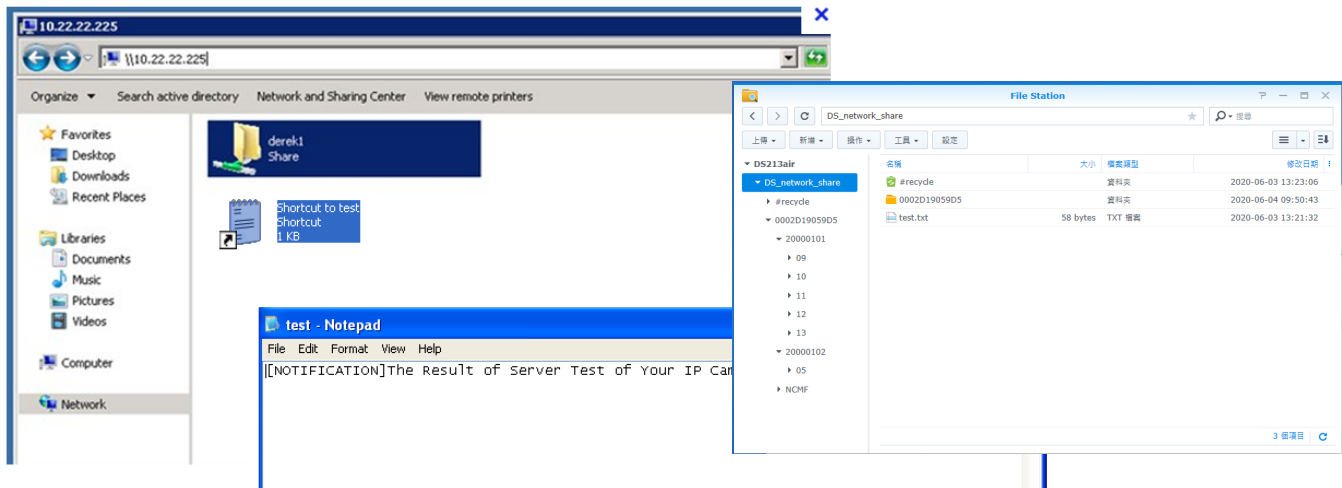 10.22.22.225
\\10.22.22.225
Organize Search active directory Network and Sharing Center View remote printers
Favorites
Desktop
Downloads
Recent Places
Libraries
Documents
Music
Pictures
Videos
Computer
Network
derek1
Share
Shortcut to test
Shortcut
1 KB
test - Notepad
File Edit Format View Help
[NOTIFICATION]The Result of Server Test of Your IP Cam
File Station
DS_network_share
搜尋
上傳 新增 操作 工具 設定
DS213air
DS_network_share
#recycle
0002D19059D5
20000101
09
10
11
12
13
20000102
05
NCMF
名稱 大小 檔案類型 修改日期
#recycle 資料夾 2020-06-03 13:23:06
0002D19059D5 資料夾 2020-06-04 09:50:43
test.txt 58 bytes TXT 檔案 2020-06-03 13:21:32
3 個項目